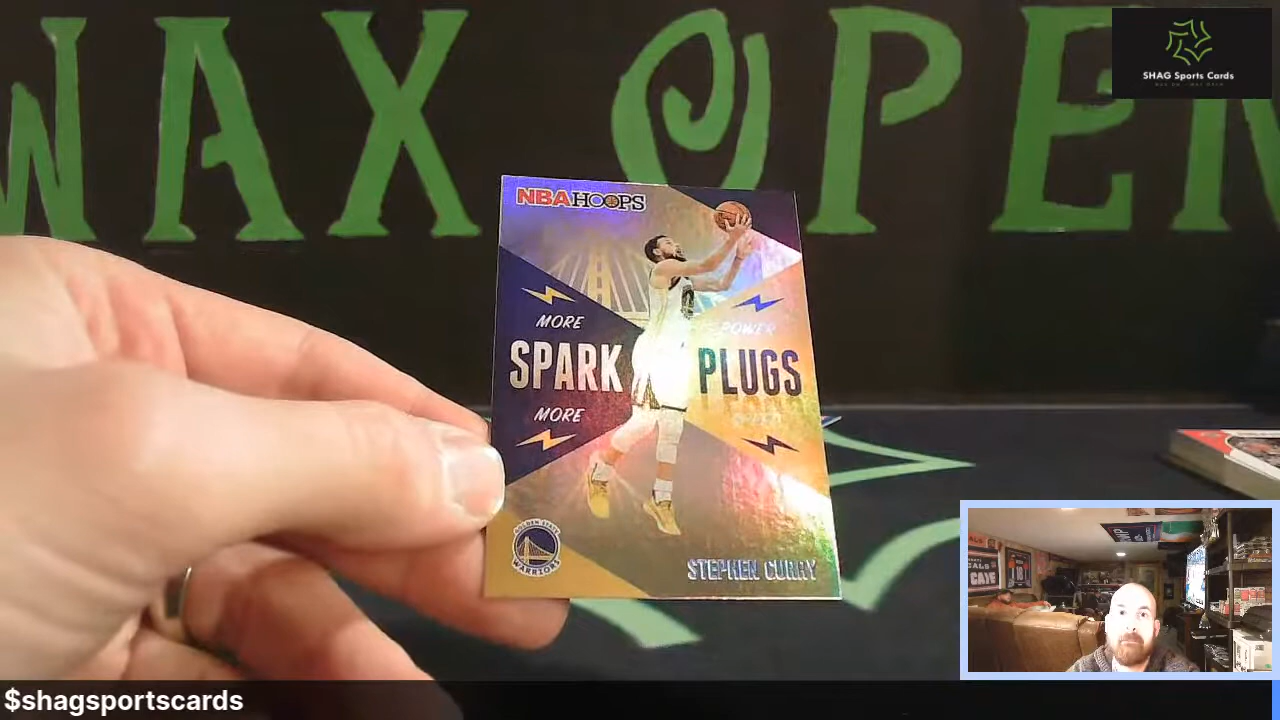 WAX OPEN
SHAG Sports Cards
NBA HOOPS
MORE
POWER
SPARK PLUGS
MORE
STEPHEN CURRY
GOLDEN STATE
WARRIORS
$shagsportscards